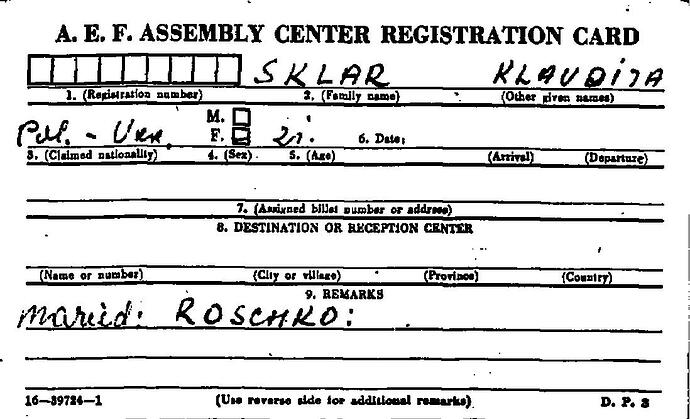 A. E. F. ASSEMBLY CENTER REGISTRATION CARD
SKLAR KLAUDIJA
1. (Registration number) 2. (Family name) (Other given names)
M.
Pol. - Ukr. F. 21. 6. Date:
3. (Claimed nationality) 4. (Sex) 5. (Age) (Arrival) (Departure)
7. (Assigned billet number or address)
8. DESTINATION OR RECEPTION CENTER
(Name or number) (City or village) (Province) (Country)
9. REMARKS
Maried: ROSCHKO:
16—39724-1 (Use reverse side for additional remarks) D. P. 3